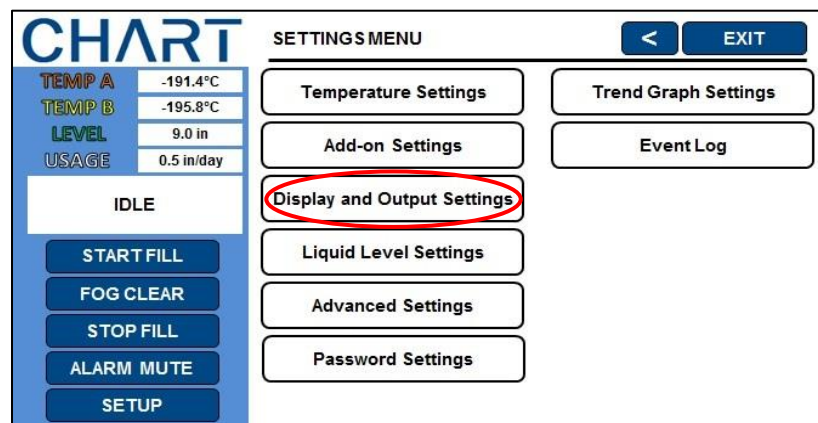 CHART
SETTINGS MENU
<
EXIT
TEMP A
-191.4°C
TEMP B
-195.8°C
LEVEL
9.0 in
USAGE
0.5 in/day
IDLE
START FILL
FOG CLEAR
STOP FILL
ALARM MUTE
SETUP
Temperature Settings
Add-on Settings
Display and Output Settings
Liquid Level Settings
Advanced Settings
Password Settings
Trend Graph Settings
Event Log